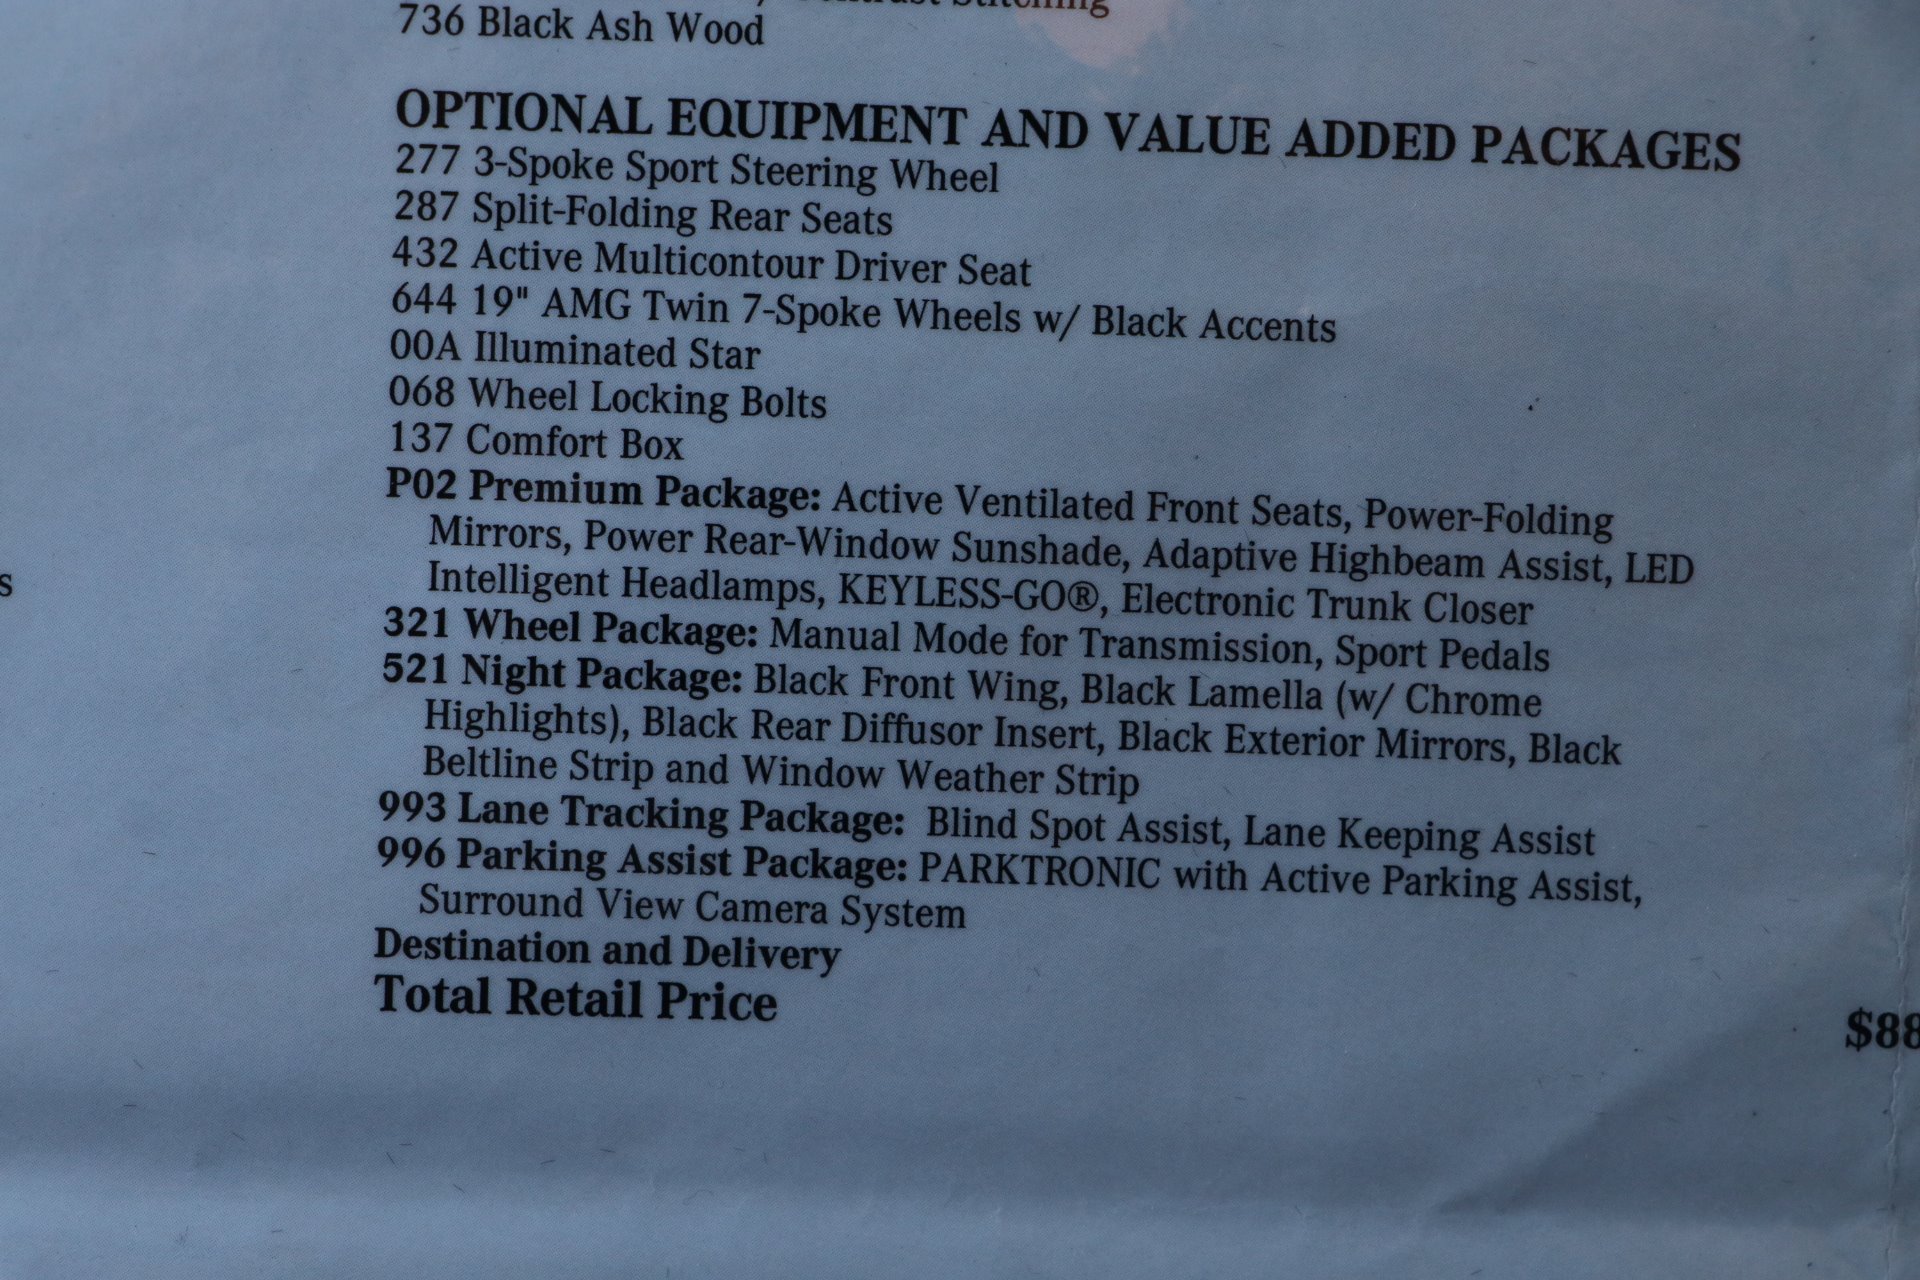 Stitching
736 Black Ash Wood
OPTIONAL EQUIPMENT AND VALUE ADDED PACKAGES
277 3-Spoke Sport Steering Wheel
287 Split-Folding Rear Seats
432 Active Multicontour Driver Seat
644 19" AMG Twin 7-Spoke Wheels w/ Black Accents
00A Illuminated Star
068 Wheel Locking Bolts
137 Comfort Box
P02 Premium Package: Active Ventilated Front Seats, Power-Folding
Mirrors, Power Rear-Window Sunshade, Adaptive Highbeam Assist, LED
Intelligent Headlamps, KEYLESS-GO®, Electronic Trunk Closer
s
321 Wheel Package: Manual Mode for Transmission, Sport Pedals
521 Night Package: Black Front Wing, Black Lamella (w/ Chrome
Highlights), Black Rear Diffusor Insert, Black Exterior Mirrors, Black
Beltline Strip and Window Weather Strip
993 Lane Tracking Package: Blind Spot Assist, Lane Keeping Assist
996 Parking Assist Package: PARKTRONIC with Active Parking Assist,
Surround View Camera System
Destination and Delivery
Total Retail Price
$88